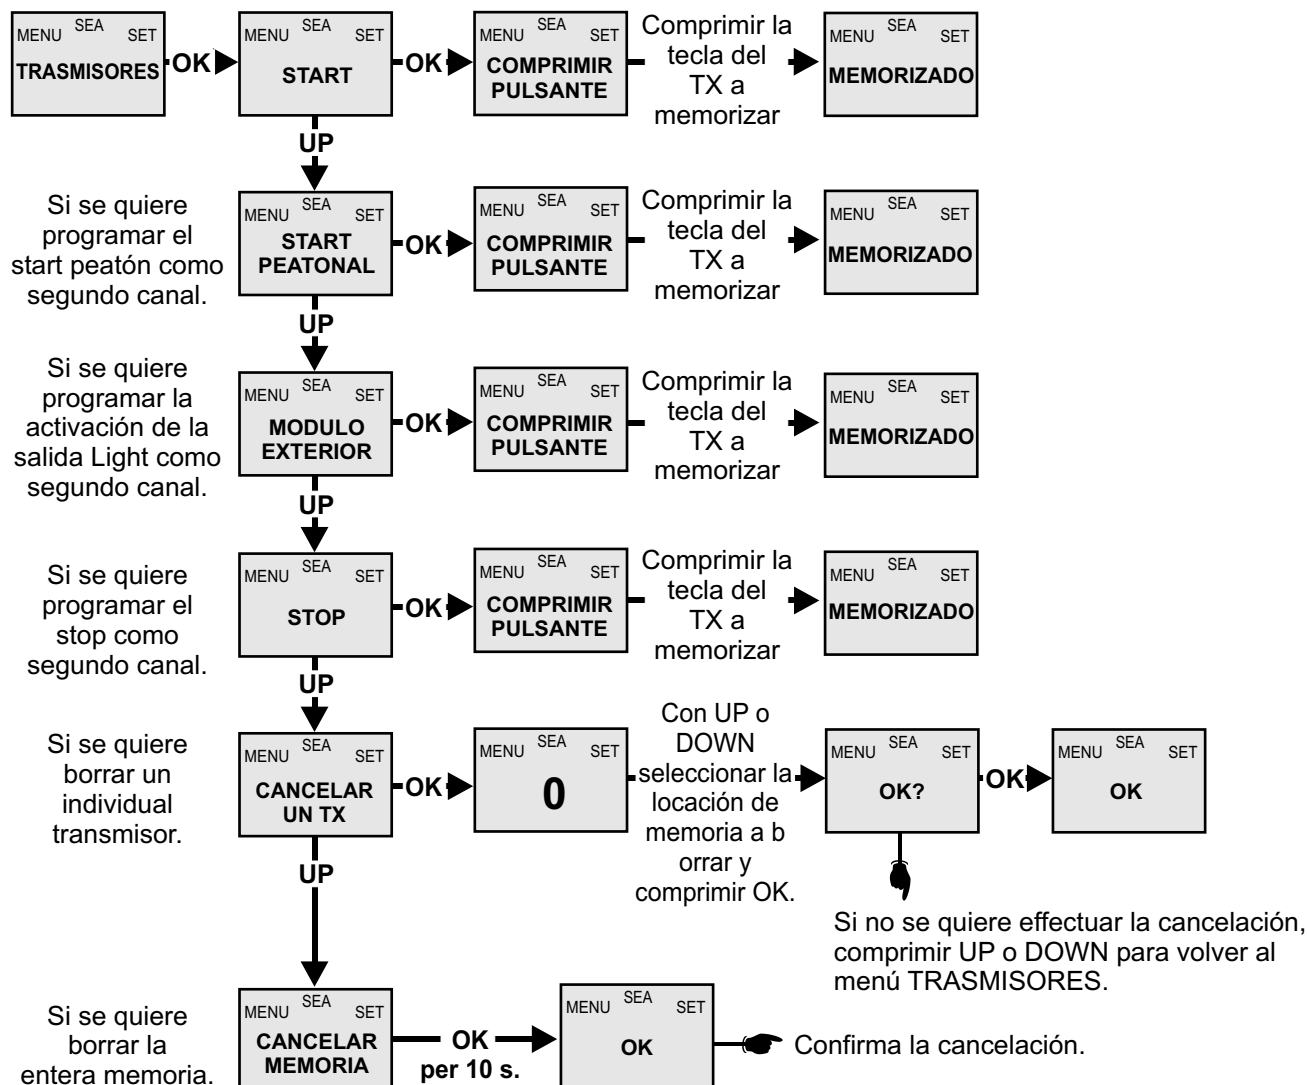 MENU SEA SET
TRASMISORES
OK
MENU SEA SET
START
OK
MENU SEA SET
COMPRIMIR
PULSANTE
Comprimir la
tecla del
TX a
memorizar
MENU SEA SET
MEMORIZADO
UP
Si se quiere
programar el
start peatón como
segundo canal.
MENU SEA SET
START
PEATONAL
OK
MENU SEA SET
COMPRIMIR
PULSANTE
Comprimir la
tecla del
TX a
memorizar
MENU SEA SET
MEMORIZADO
UP
Si se quiere
programar la
activación de la
salida Light como
segundo canal.
MENU SEA SET
MODULO
EXTERIOR
OK
MENU SEA SET
COMPRIMIR
PULSANTE
Comprimir la
tecla del
TX a
memorizar
MENU SEA SET
MEMORIZADO
UP
Si se quiere
programar el
stop como
segundo canal.
MENU SEA SET
STOP
OK
MENU SEA SET
COMPRIMIR
PULSANTE
Comprimir la
tecla del
TX a
memorizar
MENU SEA SET
MEMORIZADO
UP
Si se quiere
borrar un
individual
transmisor.
MENU SEA SET
CANCELAR
UN TX
OK
MENU SEA SET
0
Con UP o
DOWN
seleccionar la
locación de
memoria a b
orrar y
comprimir OK.
MENU SEA SET
OK?
OK
MENU SEA SET
OK
Si no se quiere effectuar la cancelación,
comprimir UP o DOWN para volver al
menú TRASMISORES.
UP
Si se quiere
borrar la
entera memoria.
MENU SEA SET
CANCELAR
MEMORIA
OK
per 10 s.
MENU SEA SET
OK
Confirma la cancelación.